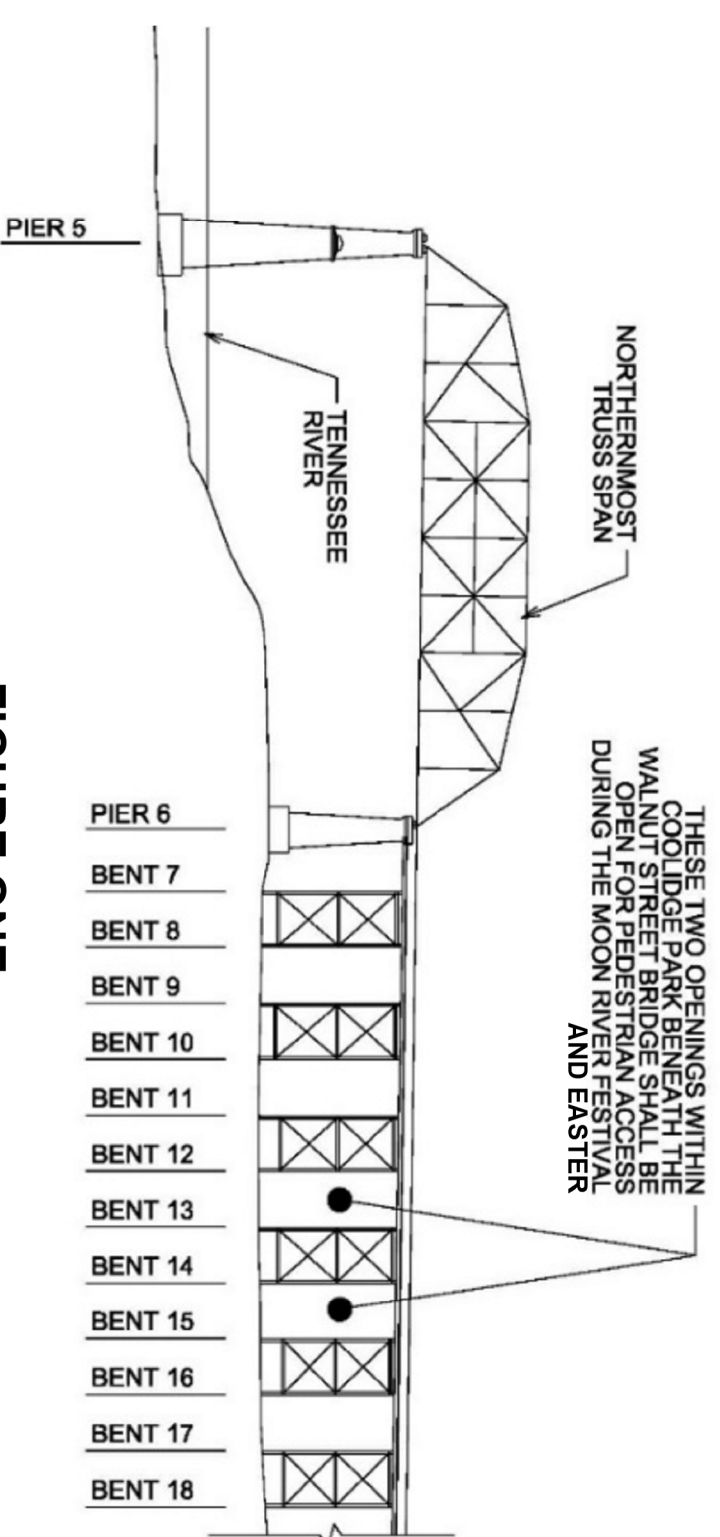 PIER 5
TENNESSEE
RIVER
NORTHERNMOST
TRUSS SPAN
THESE TWO OPENINGS WITHIN
COOLIDGE PARK BENEATH THE
WALNUT STREET BRIDGE SHALL BE
OPEN FOR PEDESTRIAN ACCESS
DURING THE MOON RIVER FESTIVAL
AND EASTER
PIER 6
BENT 7
BENT 8
BENT 9
BENT 10
BENT 11
BENT 12
BENT 13
BENT 14
BENT 15
BENT 16
BENT 17
BENT 18